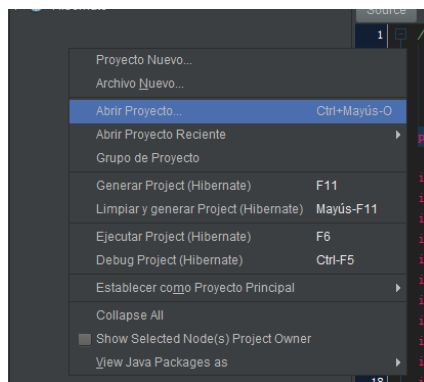 Source
1
Proyecto Nuevo...
Archivo Nuevo...
Abrir Proyecto... Ctrl+Mayús-O
Abrir Proyecto Reciente
Grupo de Proyecto
Generar Project (Hibernate) F11
Limpiar y generar Project (Hibernate) Mayús-F11
Ejecutar Project (Hibernate) F6
Debug Project (Hibernate) Ctrl-F5
Establecer como Proyecto Principal
Collapse All
Show Selected Node(s) Project Owner
View Java Packages as
18